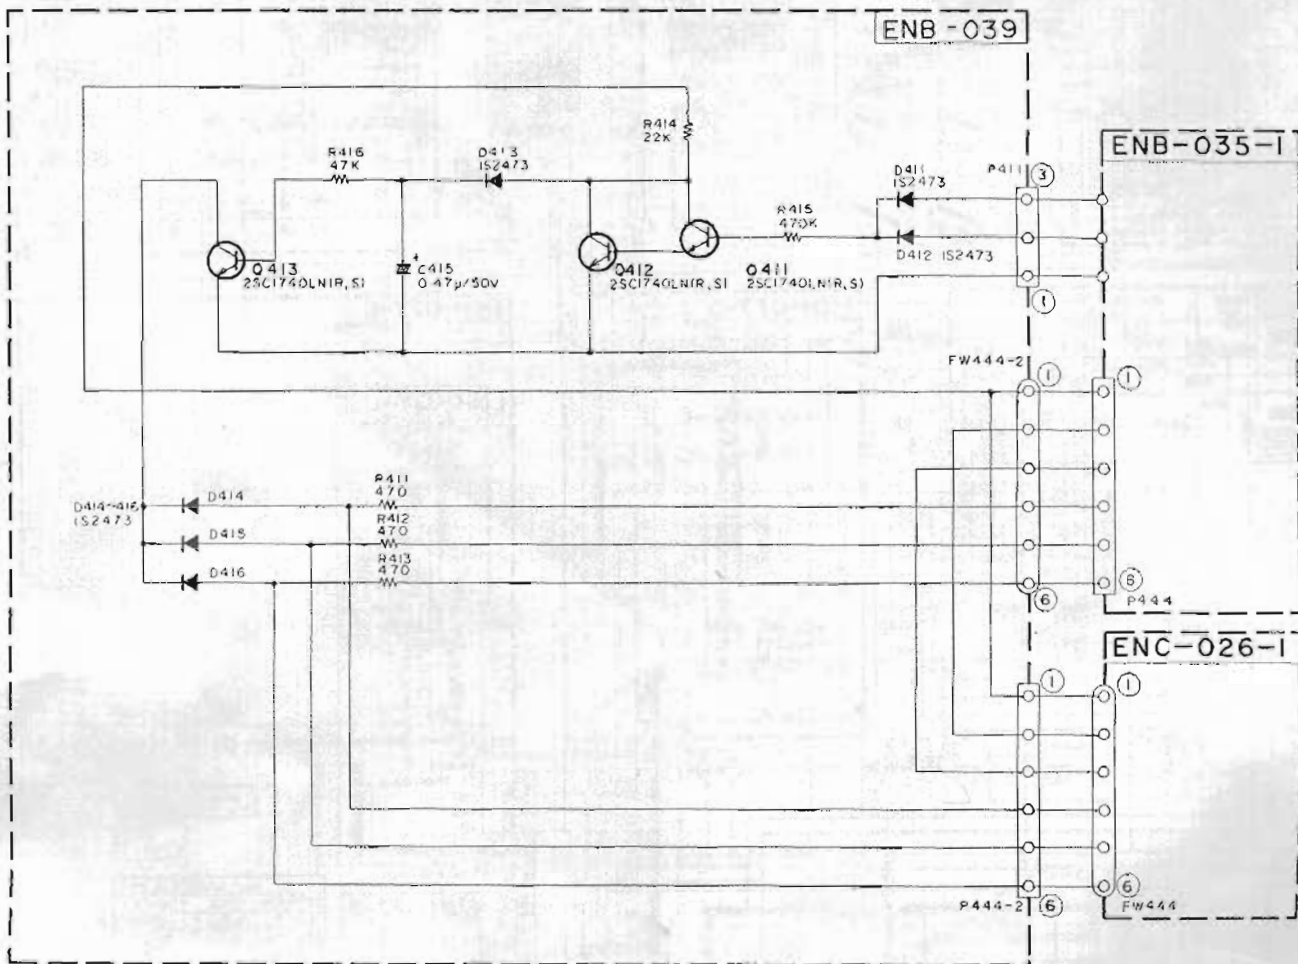 ENB-039
R414
22K
ENB-035-1
R416
47K
D413
1S2473
D411
1S2473
P411
③
R415
470K
D412 1S2473
Q413
2SC1740LN(R,S)
+
C415
0.47μ/50V
Q412
2SC1740LN(R,S)
Q411
2SC1740LN(R,S)
①
FW444-2
①
①
R411
470
D414
D414~416
1S2473
R412
470
D415
R413
470
D416
⑥
⑥
P444
ENC-026-1
①
①
P444-2
⑥
⑥
FW444